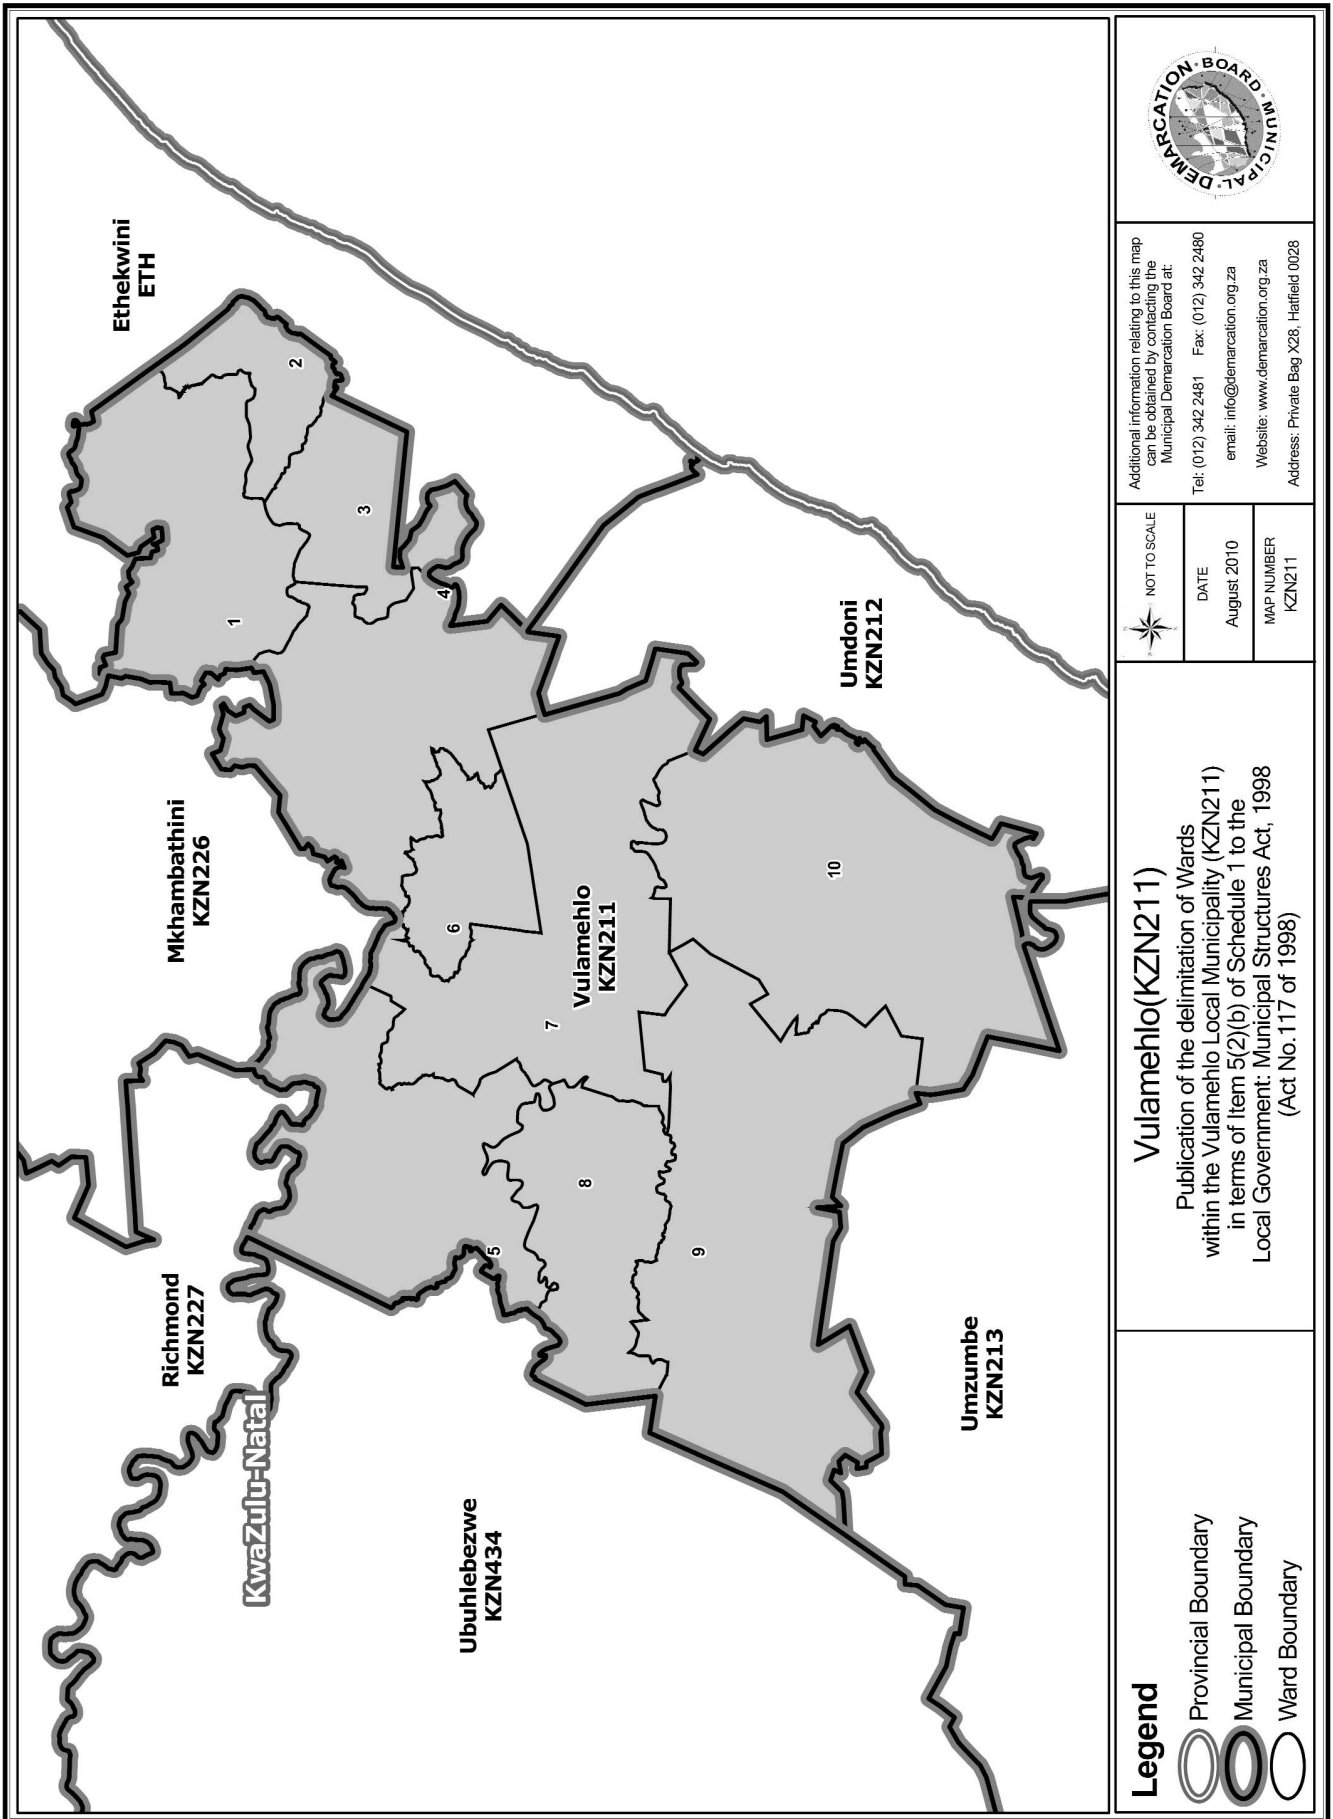 Ethekwini
ETH
Mkhambathini
KZN226
Richmond
KZN227
KwaZulu-Natal
Ubuhlebezwe
KZN434
Vulamehlo
KZN211
Umdoni
KZN212
Umzumbe
KZN213
1
2
3
4
5
6
7
8
9
10
Legend
Provincial Boundary
Municipal Boundary
Ward Boundary
Vulamehlo(KZN211)
Publication of the delimitation of Wards
within the Vulamehlo Local Municipality (KZN211)
in terms of Item 5(2)(b) of Schedule 1 to the
Local Government: Municipal Structures Act, 1998
(Act No.117 of 1998)
NOT TO SCALE
DATE
August 2010
MAP NUMBER
KZN211
Additional information relating to this map
can be obtained by contacting the
Municipal Demarcation Board at:
Tel: (012) 342 2481 Fax: (012) 342 2480
email: info@demarcation.org.za
Website: www.demarcation.org.za
Address: Private Bag X28, Hatfield 0028
MUNICIPAL · DEMARCATION · BOARD ·